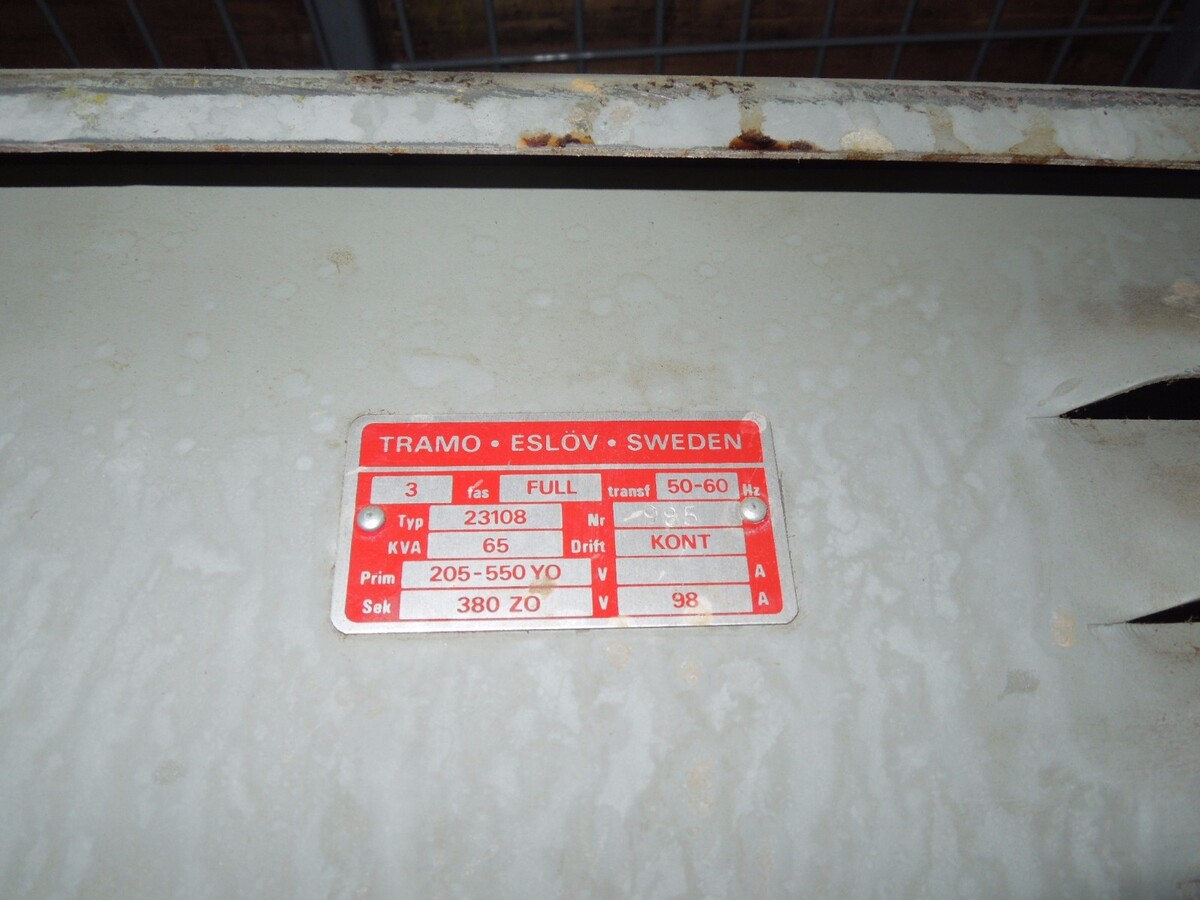 TRAMO • ESLÖV • SWEDEN
3 fas FULL transf 50-60 Hz
Typ 23108 Nr 995
KVA 65 Drift KONT
Prim 205-550 YO V A
Sek 380 ZO V 98 A